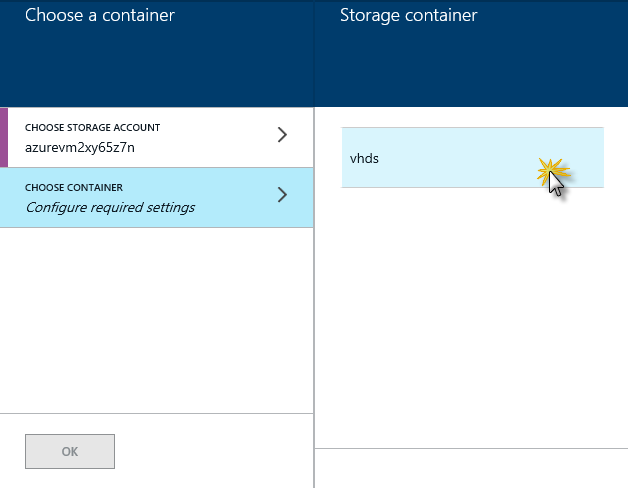 Choose a container
CHOOSE STORAGE ACCOUNT
azurevm2xy65z7n
CHOOSE CONTAINER
Configure required settings
OK
Storage container
vhds